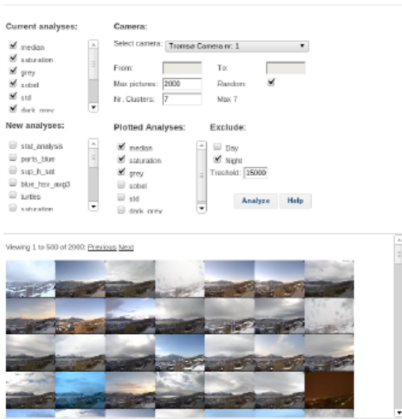 Current analyses:
median
saturation
grey
sobel
std
dark_grey
Camera:
Select camera: Tromsø Camera nr. 1
From: To:
Max pictures: 2000 Random:
Nr. Clusters: 7 Max 7
New analyses:
stat_analysis
parts_blue
sup_fs_sat
blue_hsv_avg3
turtles
saturation
Plotted Analyses:
median
saturation
grey
sobel
std
dark_grey
Exclude:
Day
Night
Treshold: 15000
Analyze Help
Viewing 1 to 500 of 2000: Previous Next